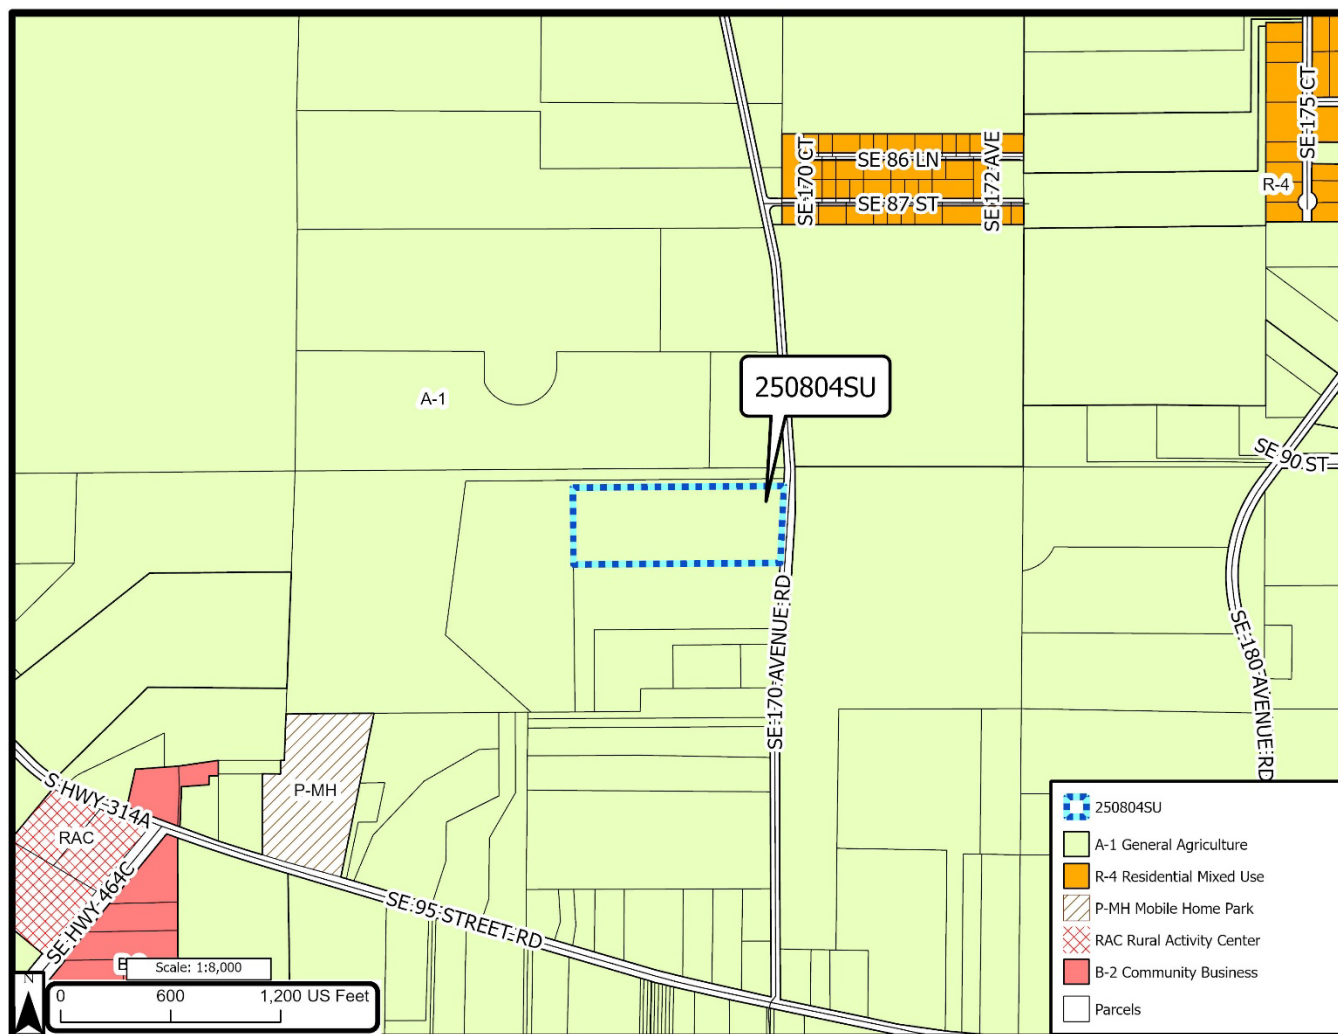 SE 175 CT
SE 170 CT
SE 86 LN
SE 172 AVE
R-4
SE 87 ST
250804SU
A-1
SE 90 ST
SE 170 AVENUE RD
SE 180 AVENUE RD
S HWY 314A
P-MH
RAC
SE HWY 464C
SE 95 STREET RD
Scale: 1:8,000
N
0 600 1,200 US Feet
250804SU
A-1 General Agriculture
R-4 Residential Mixed Use
P-MH Mobile Home Park
RAC Rural Activity Center
B-2 Community Business
Parcels